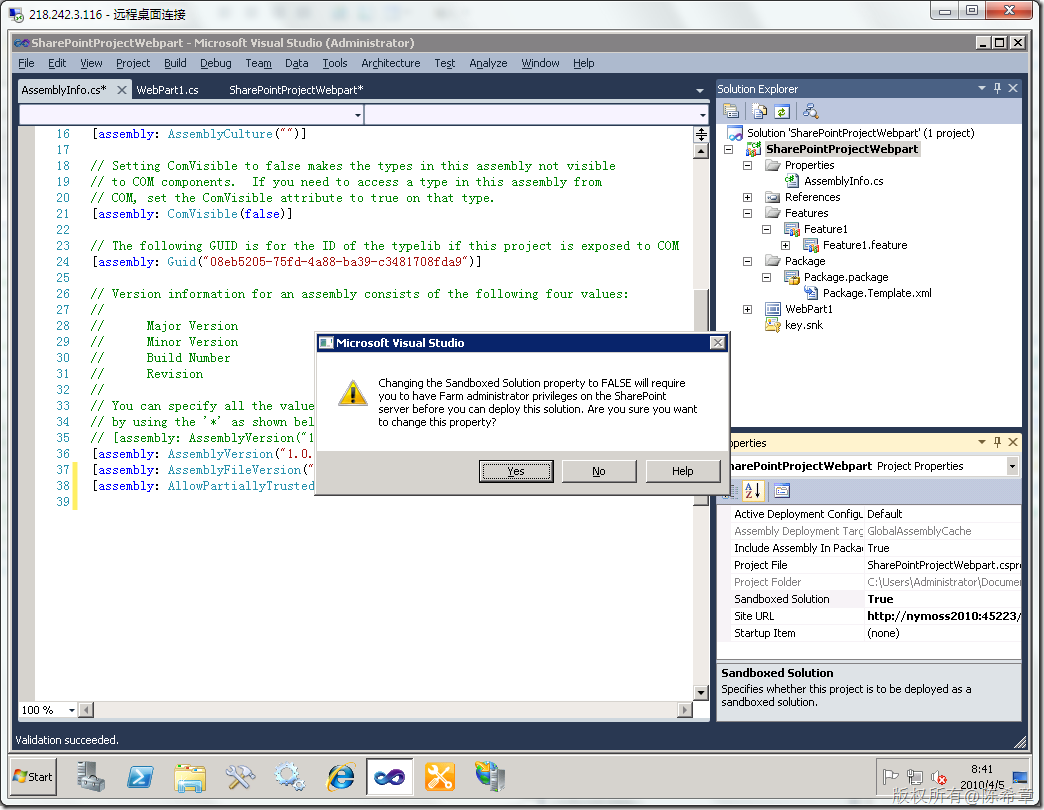 218.242.3.116 - 远程桌面连接
SharePointProjectWebpart - Microsoft Visual Studio (Administrator)
File Edit View Project Build Debug Team Data Tools Architecture Test Analyze Window Help
AssemblyInfo.cs* WebPart1.cs SharePointProjectWebpart*
16 [assembly: AssemblyCulture("")]
17
18 // Setting ComVisible to false makes the types in this assembly not visible
19 // to COM components.  If you need to access a type in this assembly from
20 // COM, set the ComVisible attribute to true on that type.
21 [assembly: ComVisible(false)]
22
23 // The following GUID is for the ID of the typelib if this project is exposed to COM
24 [assembly: Guid("08eb5205-75fd-4a88-ba39-c3481708fda9")]
25
26 // Version information for an assembly consists of the following four values:
27 //
28 //      Major Version
29 //      Minor Version
30 //      Build Number
31 //      Revision
32 //
33 // You can specify all the value
34 // by using the '*' as shown bel
35 // [assembly: AssemblyVersion("1
36 [assembly: AssemblyVersion("1.0.
37 [assembly: AssemblyFileVersion("
38 [assembly: AllowPartiallyTrusted
39
100 %
Microsoft Visual Studio
Changing the Sandboxed Solution property to FALSE will require
you to have Farm administrator privileges on the SharePoint
server before you can deploy this solution. Are you sure you want
to change this property?
Yes No Help
Solution Explorer
Solution 'SharePointProjectWebpart' (1 project)
SharePointProjectWebpart
Properties
AssemblyInfo.cs
References
Features
Feature1
Feature1.feature
Package
Package.package
Package.Template.xml
WebPart1
key.snk
operties
harePointProjectWebpart Project Properties
Active Deployment Configu Default
Assembly Deployment Targ GlobalAssemblyCache
Include Assembly In Packa True
Project File SharePointProjectWebpart.cspro
Project Folder C:\Users\Administrator\Documen
Sandboxed Solution True
Site URL http://nymoss2010:45223/
Startup Item (none)
Sandboxed Solution
Specifies whether this project is to be deployed as a
sandboxed solution.
Validation succeeded.
Start
8:41
2010/4/5
版权所有@陈希章